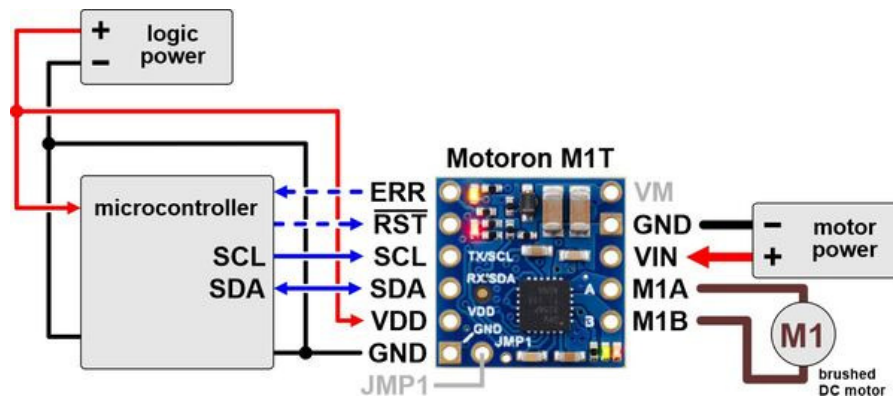 +
−
logic
power
Motoron M1T
microcontroller
SCL
SDA
ERR
RST
SCL
SDA
VDD
GND
JMP1
TX/SCL
RX/SDA
VDD
GND
JMP1
A
B
VM
GND
VIN
M1A
M1B
−
+
motor
power
M1
brushed
DC motor